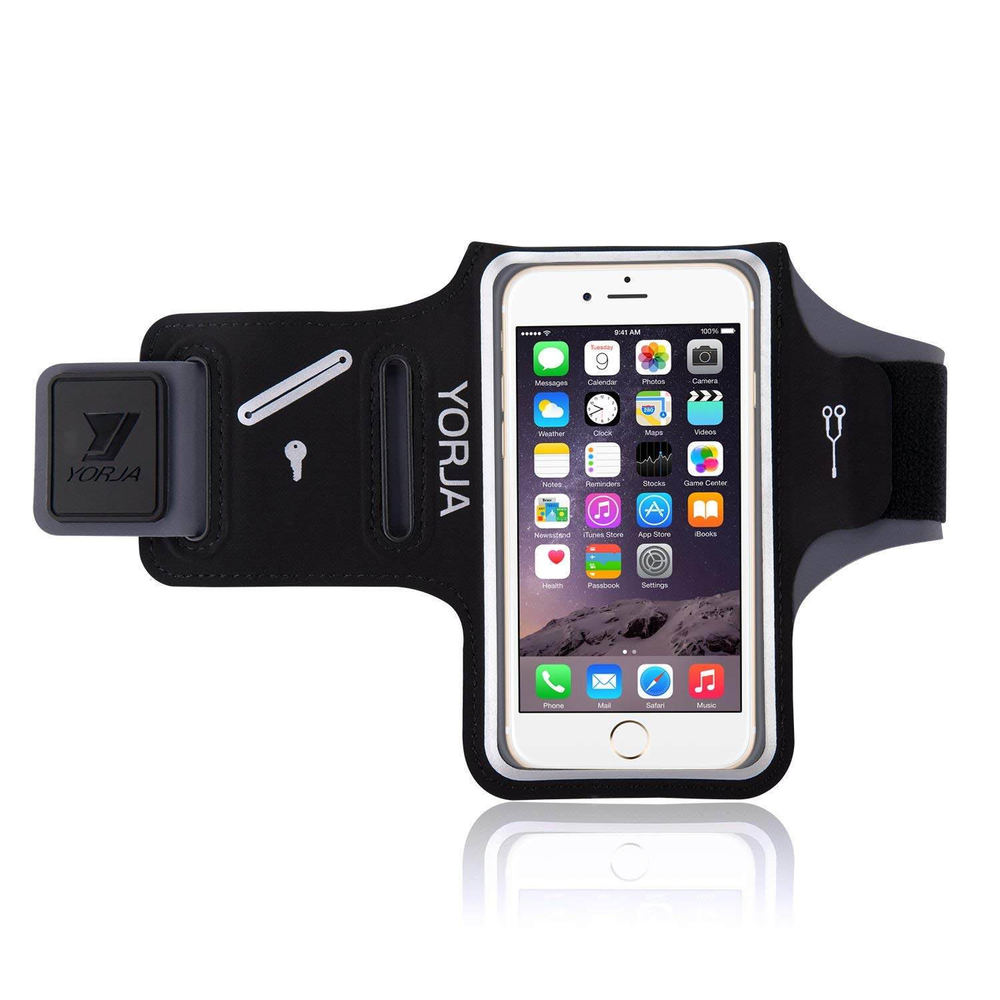 YORJA
YORJA
9:41 AM 100%
Tuesday
9
Messages Calendar Photos Camera
280
Weather Clock Maps Videos
Notes Reminders Stocks Game Center
Newsstand iTunes Store App Store iBooks
Health Passbook Settings
Phone Mail Safari Music